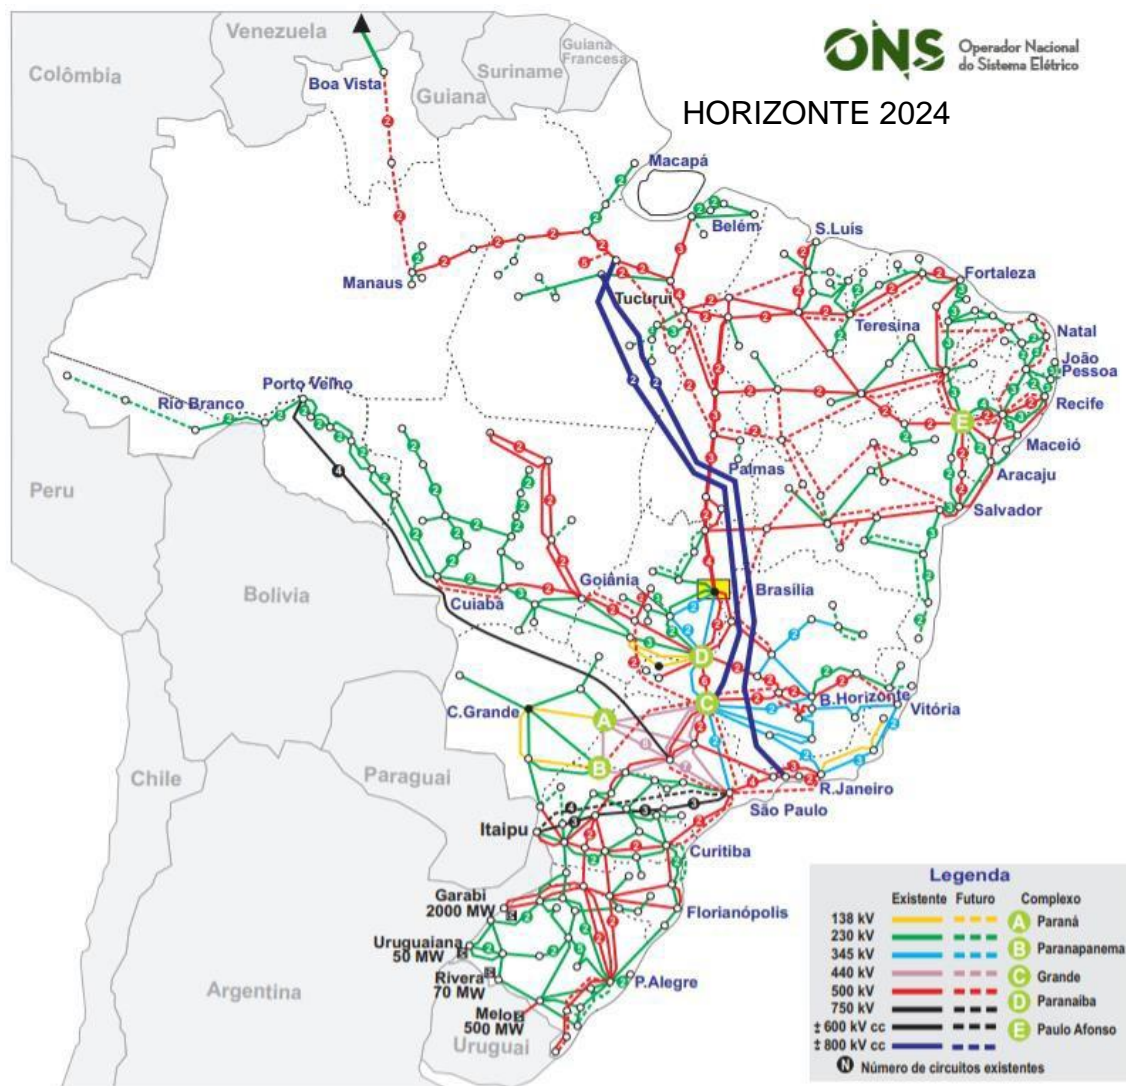 Venezuela
Colômbia
Guiana
Francesa
Suriname
Guiana
Boa Vista
ONS
Operador Nacional
do Sistema Elétrico
HORIZONTE 2024
Macapá
Belém
S.Luis
Fortaleza
Manaus
Tucuruí
Teresina
Natal
João
Pessoa
Recife
Porto Velho
Rio Branco
E
Maceió
Palmas
Aracaju
Salvador
Peru
Bolívia
Cuiabá
Goiânia
Brasília
D
C
B.Horizonte
Vitória
C.Grande
A
B
Chile
Paraguai
R.Janeiro
São Paulo
Itaipu
Curitiba
Garabi
2000 MW
Florianópolis
Uruguaiana
50 MW
Rivera
70 MW
P.Alegre
Melo
500 MW
Argentina
Uruguai
Legenda
Existente Futuro Complexo
138 kV
230 kV
345 kV
440 kV
500 kV
750 kV
± 600 kV cc
± 800 kV cc
A Paraná
B Paranapanema
C Grande
D Paranaiba
E Paulo Afonso
N Número de circuitos existentes